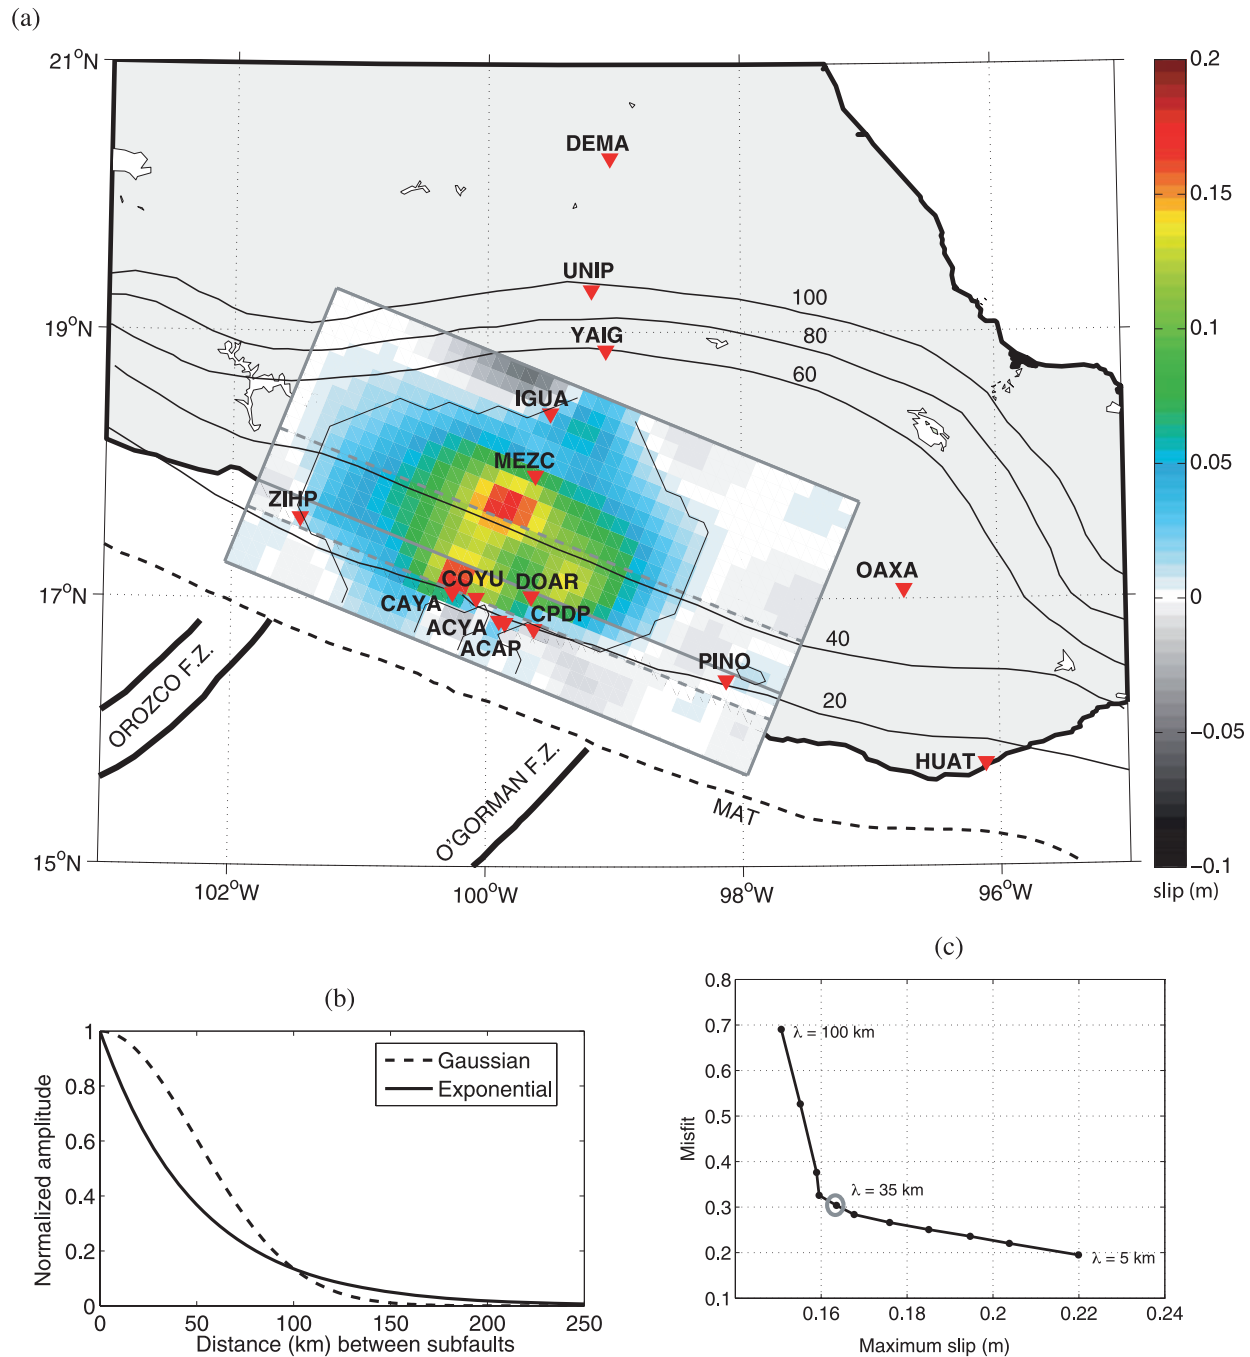 (a)
21°N
19°N
17°N
15°N
102°W
100°W
98°W
96°W
DEMA
UNIP
YAIG
IGUA
MEZC
ZIHP
COYU
DOAR
CAYA
CPDP
ACYA
ACAP
PINO
OAXA
HUAT
100
80
60
40
20
OROZCO F.Z.
O'GORMAN F.Z.
MAT
0.2
0.15
0.1
0.05
0
−0.05
−0.1
slip (m)
(b)
Normalized amplitude
1
0.8
0.6
0.4
0.2
0
0 50 100 150 200 250
Distance (km) between subfaults
Gaussian
Exponential
(c)
Misfit
0.8
0.7
0.6
0.5
0.4
0.3
0.2
0.1
0.16 0.18 0.2 0.22 0.24
Maximum slip (m)
λ = 100 km
λ = 35 km
λ = 5 km